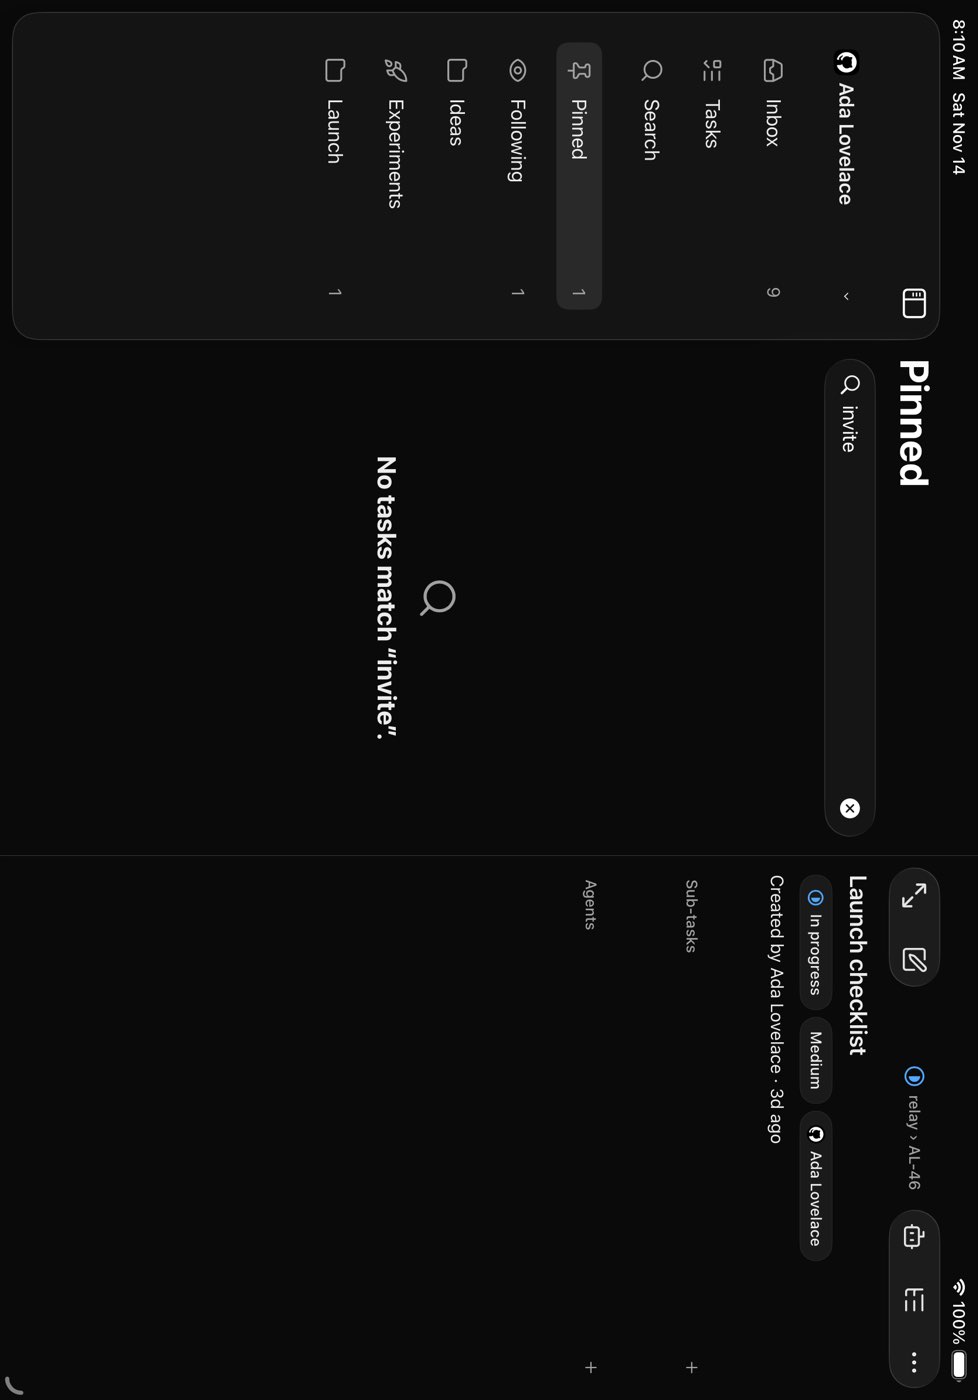 8:10 AM Sat Nov 14
100%
Ada Lovelace
Inbox 9
Tasks
Search
Pinned 1
Following 1
Ideas
Experiments
Launch 1
Pinned
invite
No tasks match “invite”.
relay › AL-46
Launch checklist
In progress Medium Ada Lovelace
Created by Ada Lovelace · 3d ago
Sub-tasks
Agents